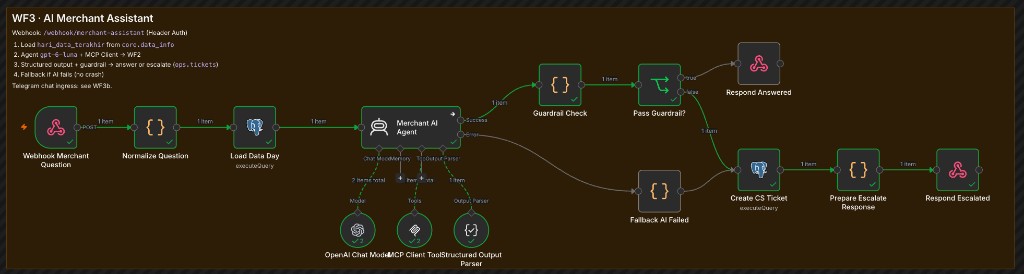 WF3 · AI Merchant Assistant
Webhook: /webhook/merchant-assistant (Header Auth)
1. Load hari_data_terakhir from core.data_info
2. Agent gpt-6-luna + MCP Client → WF2
3. Structured output + guardrail → answer or escalate (ops.tickets)
4. Fallback if AI fails (no crash)
Telegram chat ingress: see WF3b.
POST
1 item
1 item
1 item
Webhook Merchant Question
Normalize Question
Load Data Day
executeQuery
Merchant AI Agent
Success
Error
Chat Model
Memory
Tool
Output Parser
2 items total
1 item
Model
Tools
Output Parser
2
2
OpenAI Chat Model
MCP Client Tool
Structured Output Parser
1 item
Guardrail Check
1 item
Pass Guardrail?
true
false
Respond Answered
1 item
Fallback AI Failed
Create CS Ticket
executeQuery
1 item
Prepare Escalate Response
1 item
Respond Escalated